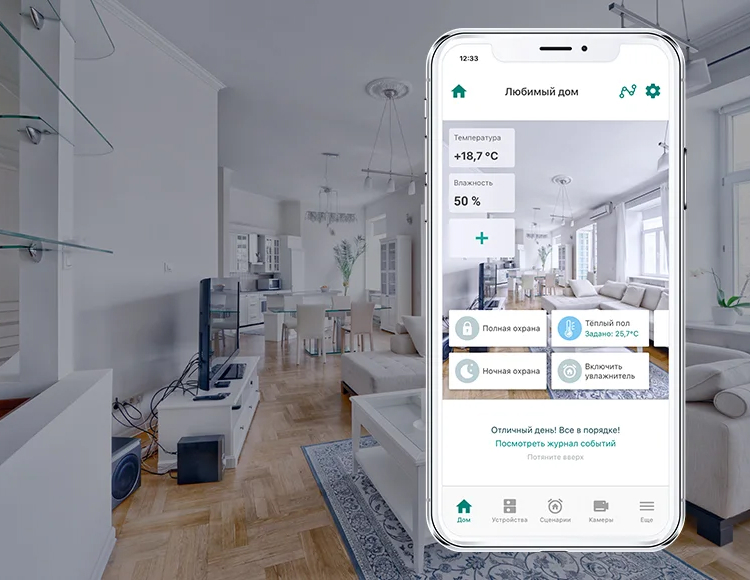 12:33
Любимый дом
Температура
+18,7 °C
Влажность
50 %
+
Полная охрана
Тёплый пол
Задано: 25,7°C
Ночная охрана
Включить
увлажнитель
Отличный день! Все в порядке!
Посмотреть журнал событий
Потяните вверх
Дом
Устройства
Сценарии
Камеры
Еще